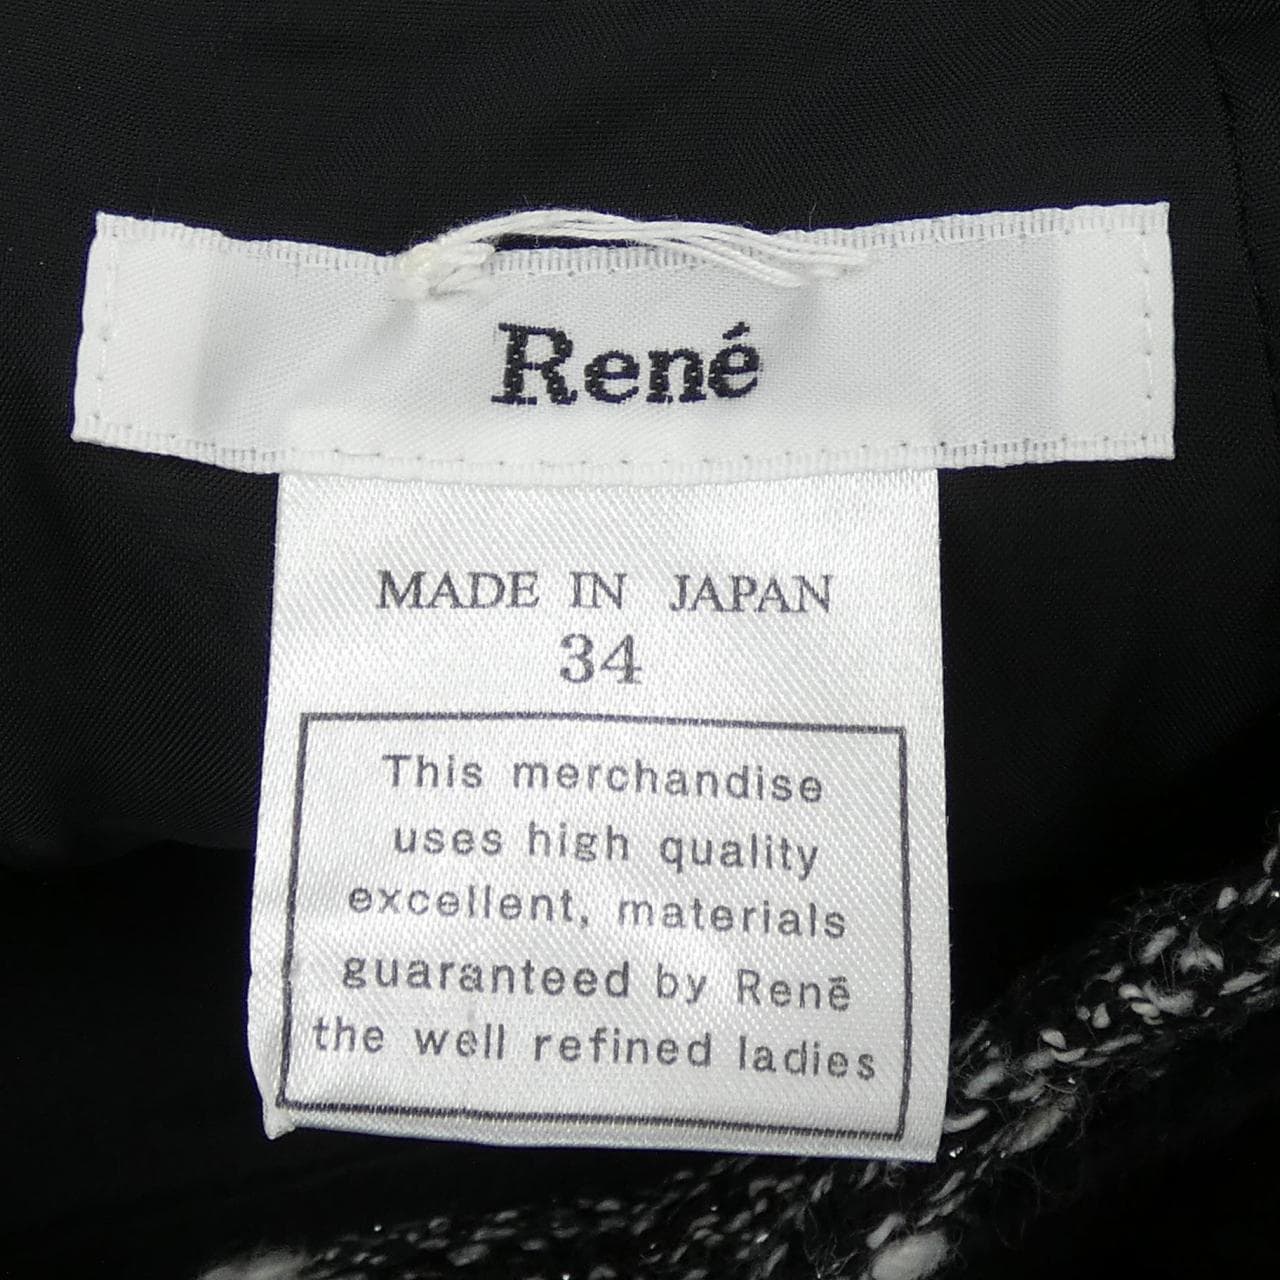 René
MADE IN JAPAN
34
This merchandise
uses high quality
excellent, materials
guaranteed by Renē
the well refined ladies